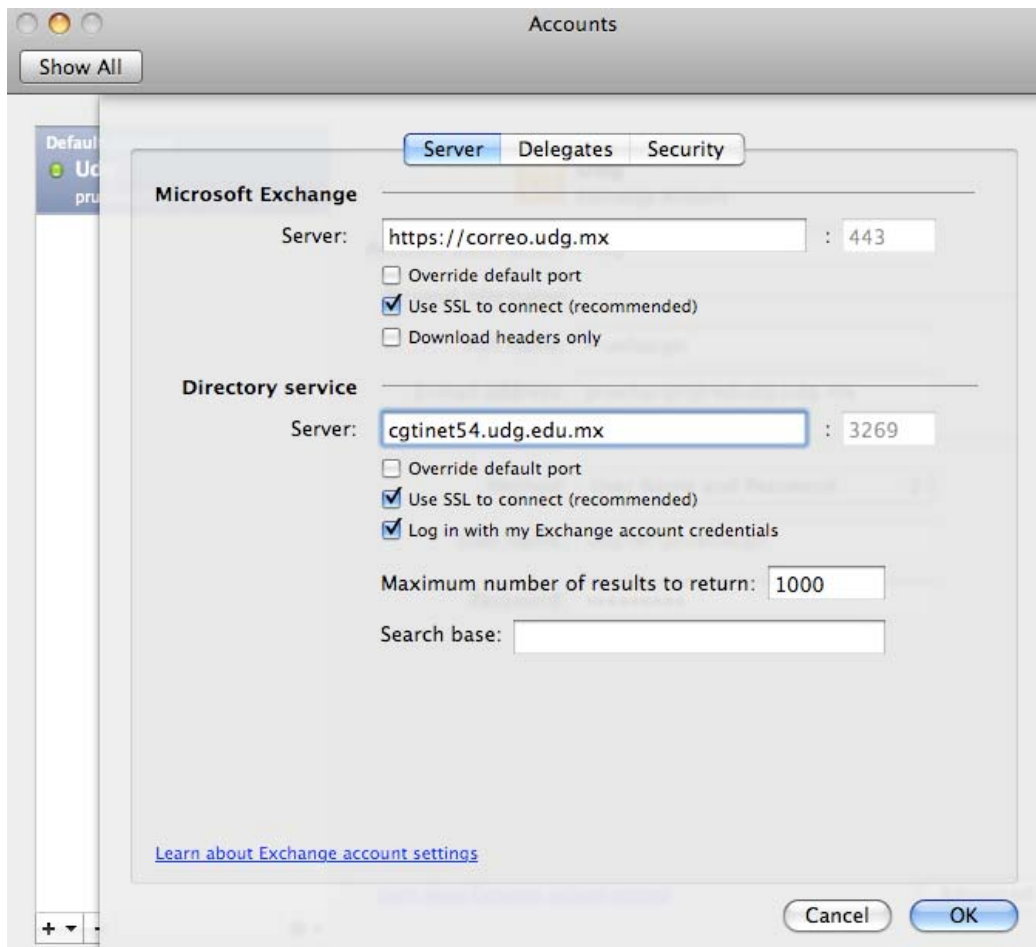 Accounts
Show All
Server Delegates Security
Microsoft Exchange
Server: https://correo.udg.mx : 443
Override default port
Use SSL to connect (recommended)
Download headers only
Directory service
Server: cgtinet54.udg.edu.mx : 3269
Override default port
Use SSL to connect (recommended)
Log in with my Exchange account credentials
Maximum number of results to return: 1000
Search base:
Learn about Exchange account settings
Cancel OK